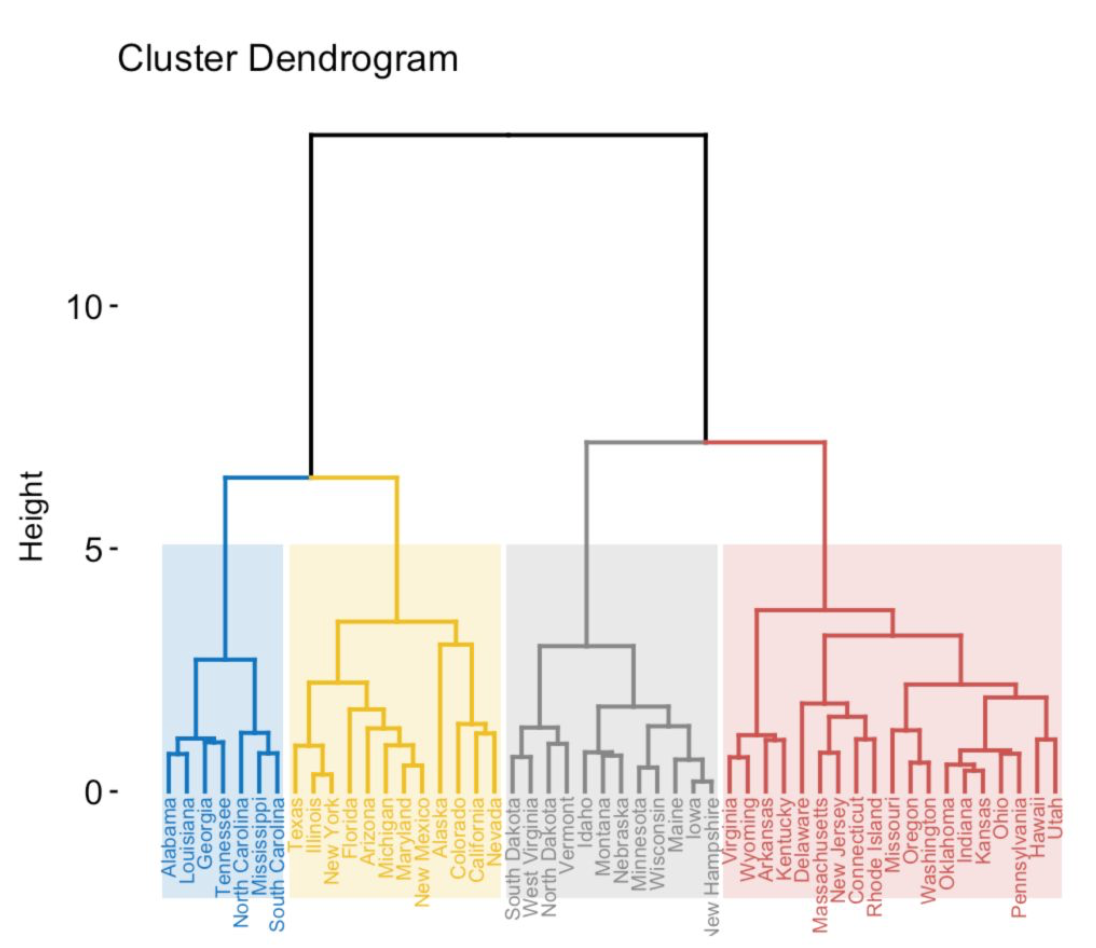 Cluster Dendrogram
10
5
0
Height
Alabama
Louisiana
Georgia
Tennessee
North Carolina
Mississippi
South Carolina
Texas
Illinois
New York
Florida
Arizona
Michigan
Maryland
New Mexico
Alaska
Colorado
California
Nevada
South Dakota
West Virginia
North Dakota
Vermont
Idaho
Montana
Nebraska
Minnesota
Wisconsin
Maine
Iowa
New Hampshire
Virginia
Wyoming
Arkansas
Kentucky
Delaware
Massachusetts
New Jersey
Connecticut
Rhode Island
Missouri
Oregon
Washington
Oklahoma
Indiana
Kansas
Ohio
Pennsylvania
Hawaii
Utah